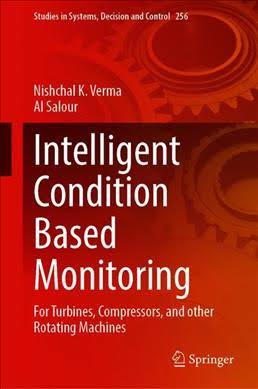 Studies in Systems, Decision and Control 256
Nishchal K. Verma
Al Salour
Intelligent
Condition
Based
Monitoring
For Turbines, Compressors, and other
Rotating Machines
Springer